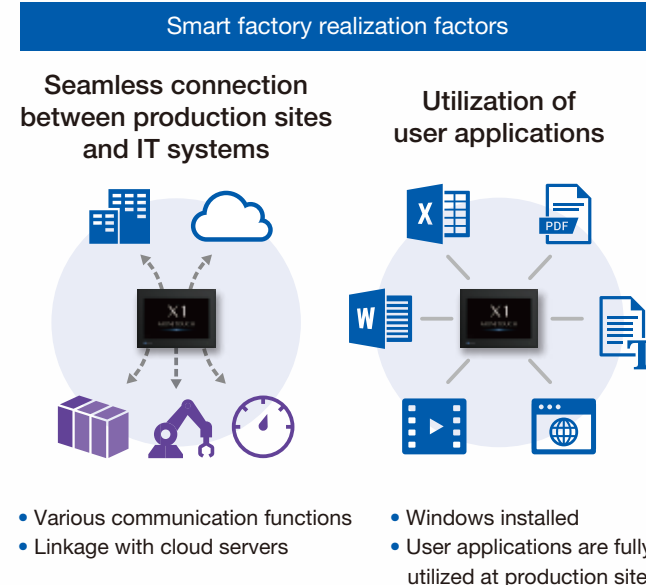 Smart factory realization factors
Seamless connection
between production sites
and IT systems
Utilization of
user applications
X
PDF
X1
X1
W
T
• Various communication functions
• Linkage with cloud servers
• Windows installed
• User applications are fully
utilized at production site